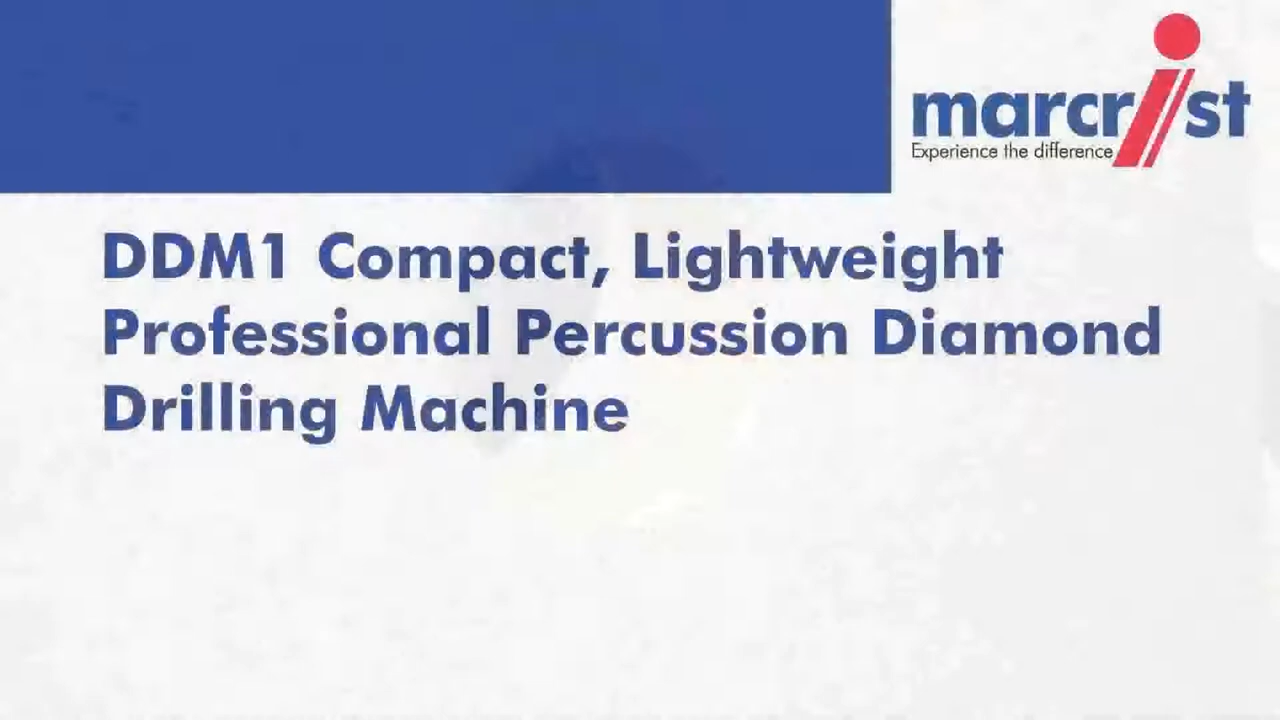 marcrist
Experience the difference
DDM1 Compact, Lightweight
Professional Percussion Diamond
Drilling Machine